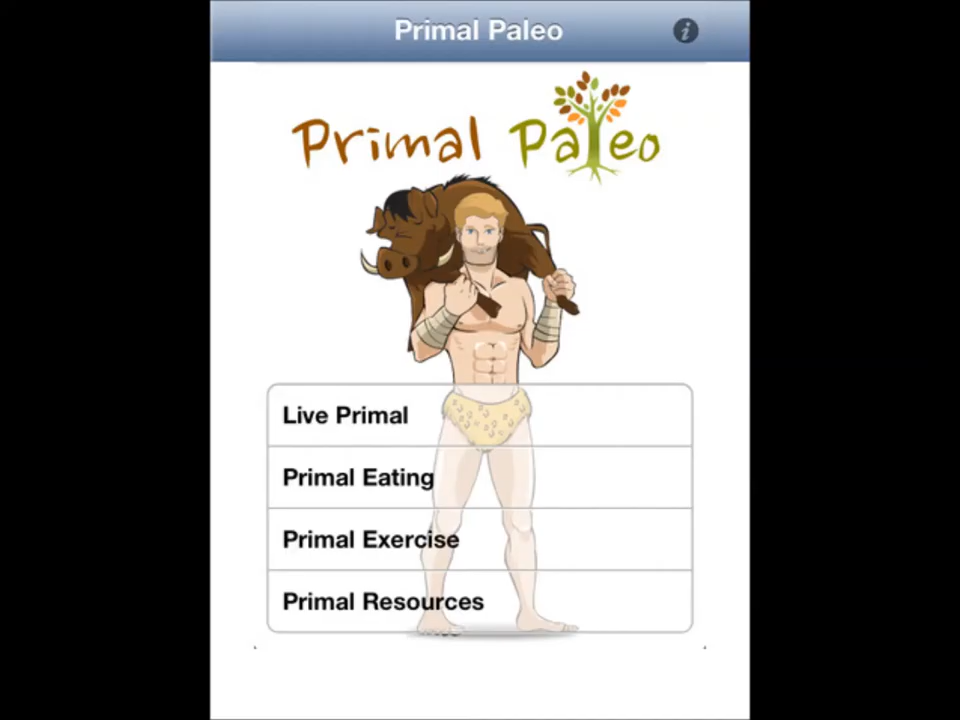 Primal Paleo
Primal Paleo
Live Primal
Primal Eating
Primal Exercise
Primal Resources